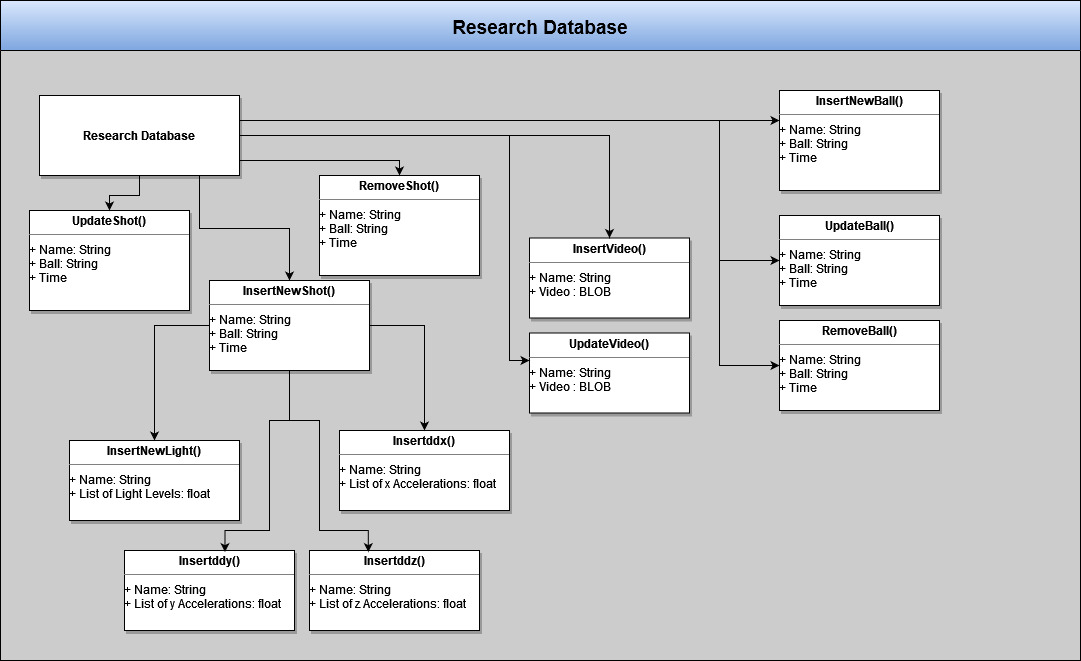 Research Database
Research Database
UpdateShot()
+ Name: String
+ Ball: String
+ Time
RemoveShot()
+ Name: String
+ Ball: String
+ Time
InsertNewShot()
+ Name: String
+ Ball: String
+ Time
InsertNewLight()
+ Name: String
+ List of Light Levels: float
Insertddx()
+ Name: String
+ List of x Accelerations: float
Insertddy()
+ Name: String
+ List of y Accelerations: float
Insertddz()
+ Name: String
+ List of z Accelerations: float
InsertVideo()
+ Name: String
+ Video : BLOB
UpdateVideo()
+ Name: String
+ Video : BLOB
InsertNewBall()
+ Name: String
+ Ball: String
+ Time
UpdateBall()
+ Name: String
+ Ball: String
+ Time
RemoveBall()
+ Name: String
+ Ball: String
+ Time